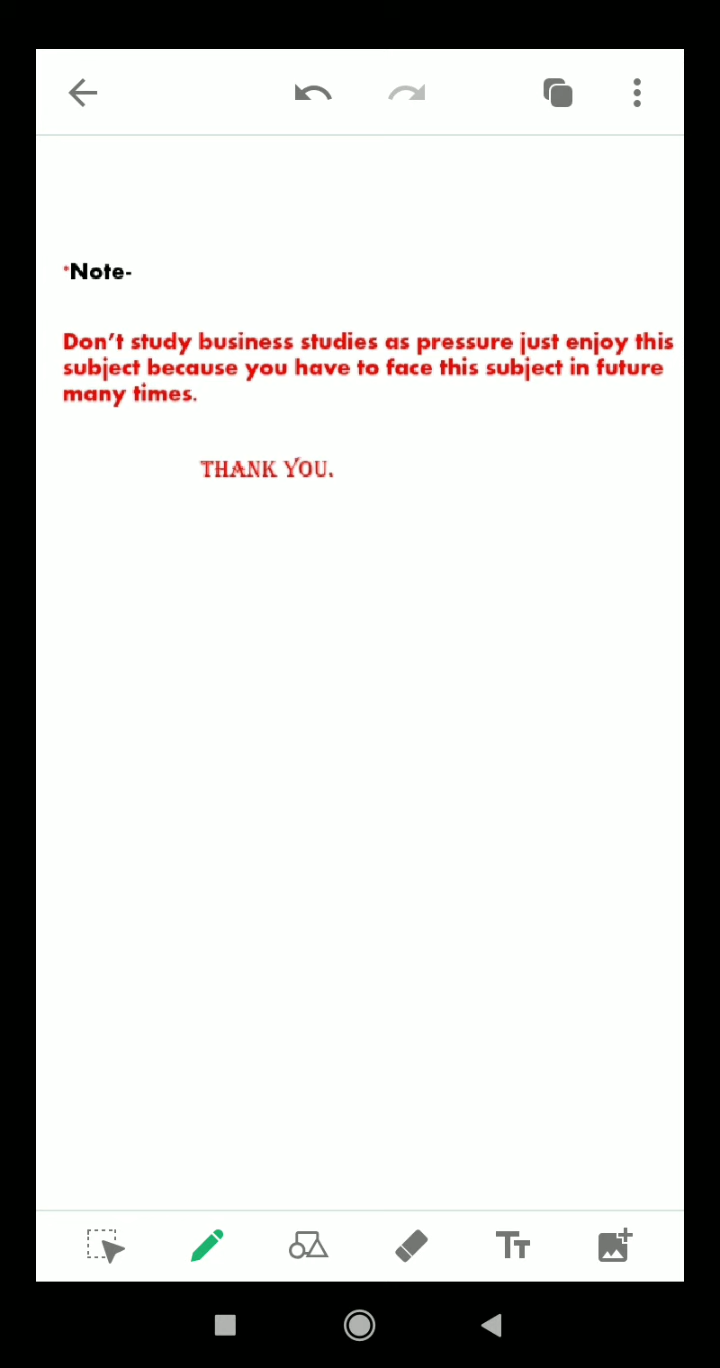 *Note-
Don't study business studies as pressure just enjoy this
subject because you have to face this subject in future
many times.
THANK YOU.